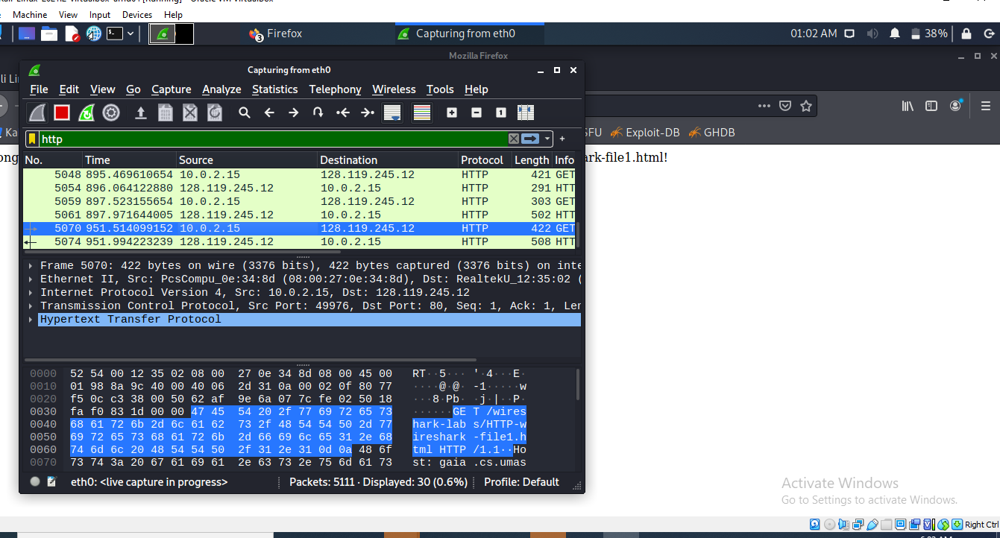 Machine View Input Devices Help
Firefox
3
Capturing from eth0
01:02 AM
38%
Mozilla Firefox
Capturing from eth0
File Edit View Go Capture Analyze Statistics Telephony Wireless Tools Help
http
Exploit-DB
GHDB
No. Time Source Destination Protocol Length Info
5048 895.469610654 10.0.2.15 128.119.245.12 HTTP 421 GET
5054 896.064122880 128.119.245.12 10.0.2.15 HTTP 291 HTT
5059 897.523155654 10.0.2.15 128.119.245.12 HTTP 303 GET
5061 897.971644005 128.119.245.12 10.0.2.15 HTTP 502 HTT
5070 951.514099152 10.0.2.15 128.119.245.12 HTTP 422 GET
5074 951.994223239 128.119.245.12 10.0.2.15 HTTP 508 HTT
ark-file1.html!
Frame 5070: 422 bytes on wire (3376 bits), 422 bytes captured (3376 bits) on inte
Ethernet II, Src: PcsCompu_0e:34:8d (08:00:27:0e:34:8d), Dst: RealtekU_12:35:02 (
Internet Protocol Version 4, Src: 10.0.2.15, Dst: 128.119.245.12
Transmission Control Protocol, Src Port: 49976, Dst Port: 80, Seq: 1, Ack: 1, Len
Hypertext Transfer Protocol
0000 52 54 00 12 35 02 08 00 27 0e 34 8d 08 00 45 00 RT··5··· '·4···E·
0010 01 98 8a 9c 40 00 40 06 2d 31 0a 00 02 0f 80 77 ····@·@· -1·····w
0020 f5 0c c3 38 00 50 62 af 9e 6a 07 7c fe 02 50 18 ···8·Pb· ·j·|··P·
0030 fa f0 83 1d 00 00 47 45 54 20 2f 77 69 72 65 73 ······GE T /wires
0040 68 61 72 6b 2d 6c 61 62 73 2f 48 54 54 50 2d 77 hark-lab s/HTTP-w
0050 69 72 65 73 68 61 72 6b 2d 66 69 6c 65 31 2e 68 ireshark -file1.h
0060 74 6d 6c 20 48 54 54 50 2f 31 2e 31 0d 0a 48 6f tml HTTP /1.1··Ho
0070 73 74 3a 20 67 61 69 61 2e 63 73 2e 75 6d 61 73 st: gaia .cs.umas
eth0: <live capture in progress> Packets: 5111 · Displayed: 30 (0.6%) Profile: Default
Activate Windows
Go to Settings to activate Windows.
Right Ctrl